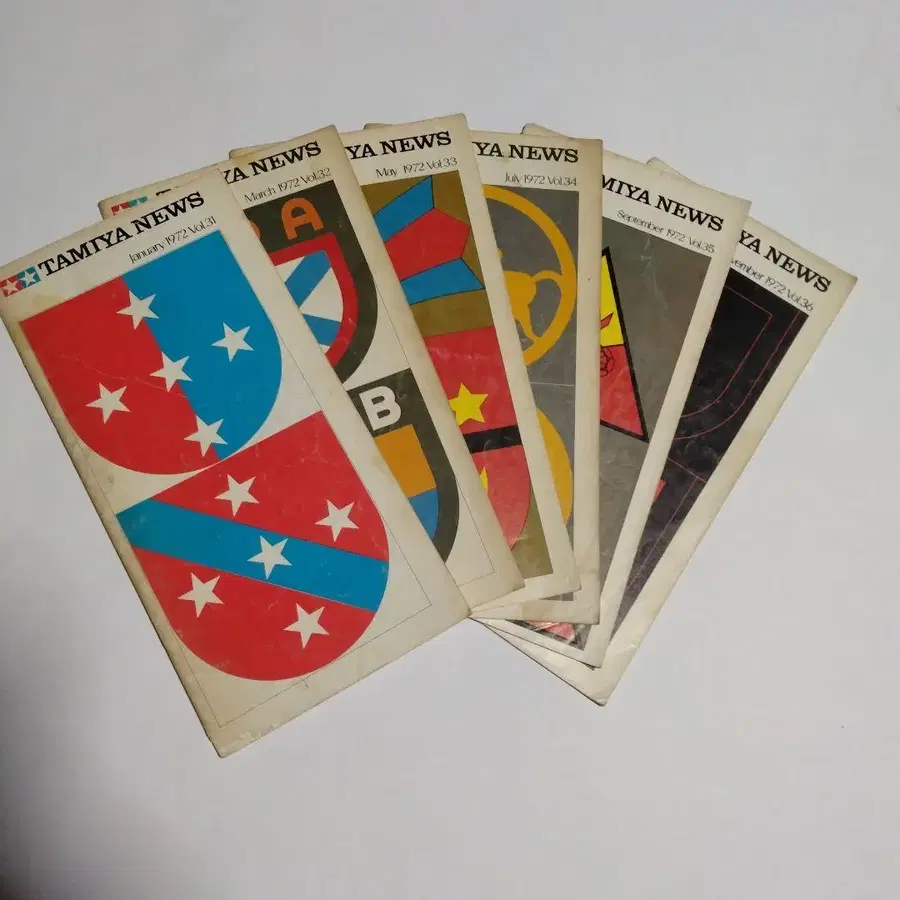 TAMIYA NEWS
January 1972 Vol.31
YA NEWS
March 1972 Vol.32
A
B
YA NEWS
May 1972 Vol.33
YA NEWS
July 1972 Vol.34
MIYA NEWS
September 1972 Vol.35
YA NEWS
vember 1972 Vol.36